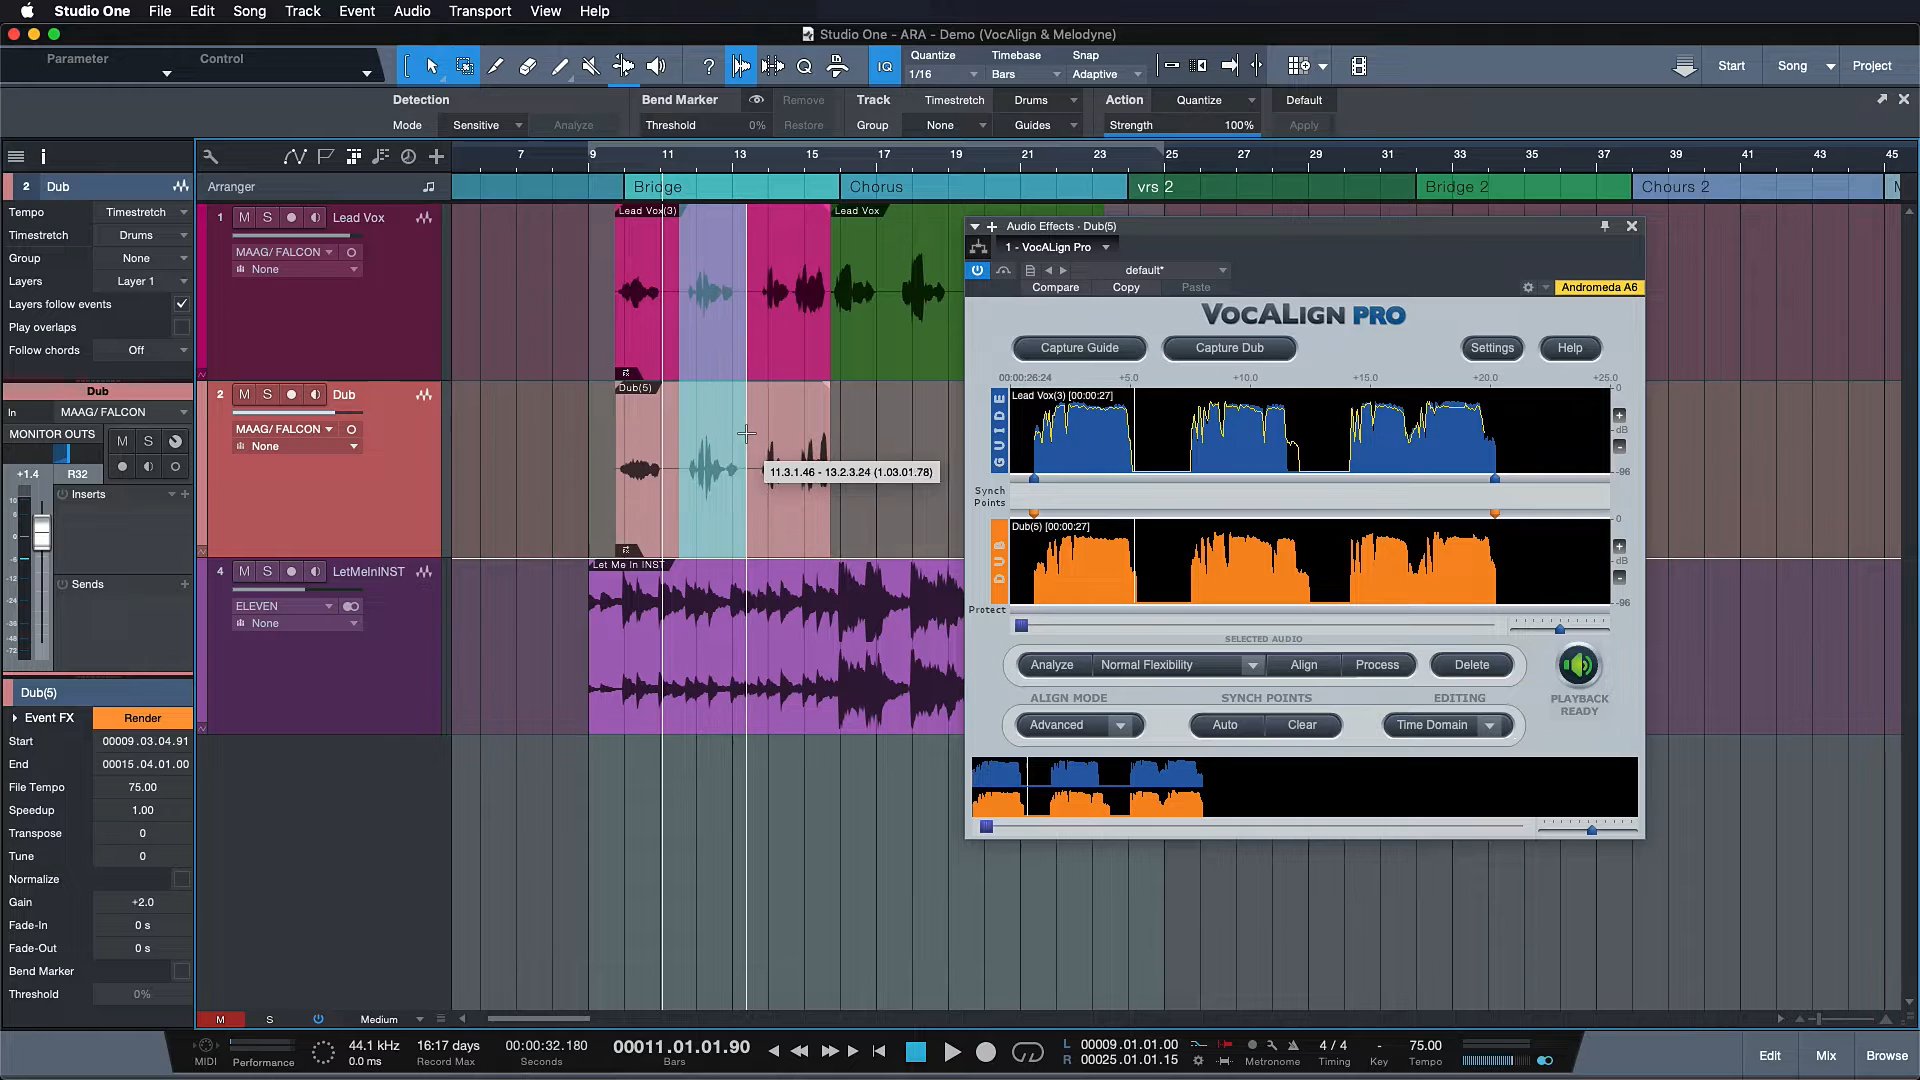 Studio One File Edit Song Track Event Audio Transport View Help
Studio One - ARA - Demo (VocAlign & Melodyne)
Parameter Control
Quantize Timebase Snap
1/16 Bars Adaptive
IQ
Start Song Project
Detection Bend Marker Remove Track Timestretch Drums Action Quantize Default
Mode Sensitive Analyze Threshold 0% Restore Group None Guides Strength 100% Apply
7 9 11 13 15 17 19 21 23 25 27 29 31 33 35 37 39 41 43 45
2 Dub
Arranger
Bridge Chorus vrs 2 Bridge 2 Chours 2
Tempo Timestretch
Timestretch Drums
Group None
Layers Layer 1
Layers follow events
Play overlaps
Follow chords Off
1 M S Lead Vox
MAAG/ FALCON
None
Lead Vox(3) Lead Vox
Dub
In MAAG/ FALCON
MONITOR OUTS M S
+1.4 R32
Inserts
Sends
2 M S Dub
MAAG/ FALCON
None
Dub(5)
11.3.1.46 - 13.2.3.24 (1.03.01.78)
4 M S LetMeInINST
ELEVEN
None
Let Me In INST
Audio Effects - Dub(5)
1 - VocALign Pro
default*
Compare Copy Paste
Andromeda A6
VOCALIGN PRO
Capture Guide Capture Dub Settings Help
00:00:26:24 +5.0 +10.0 +15.0 +20.0 +25.0
GUIDE
Lead Vox(3) [00:00:27]
0
-dB
-96
Synch
Points
DUB
Dub(5) [00:00:27]
0
-dB
-96
Protect
SELECTED AUDIO
Analyze Normal Flexibility Align Process Delete
ALIGN MODE SYNCH POINTS EDITING
PLAYBACK
READY
Advanced Auto Clear Time Domain
Dub(5)
Event FX Render
Start 00009.03.04.91
End 00015.04.01.00
File Tempo 75.00
Speedup 1.00
Transpose 0
Tune 0
Normalize
Gain +2.0
Fade-In 0 s
Fade-Out 0 s
Bend Marker
Threshold 0%
M S Medium
MIDI Performance
44.1 kHz
0.0 ms
16:17 days
Record Max
00:00:32.180
Seconds
00011.01.01.90
Bars
L 00009.01.01.00
R 00025.01.01.15
Metronome
4 / 4
Timing
-
Key
75.00
Tempo
Edit Mix Browse